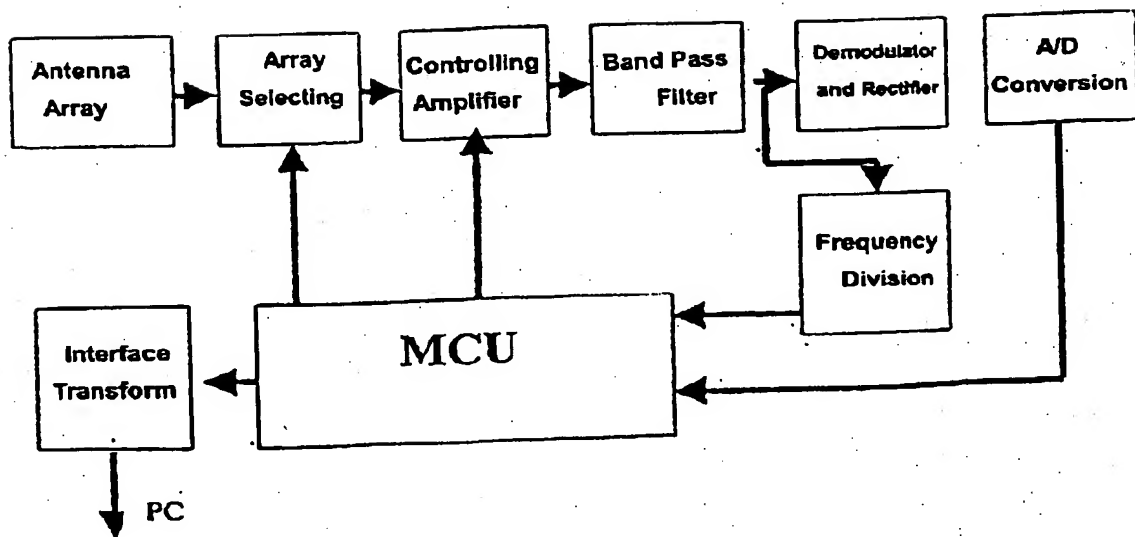 Antenna
Array
Array
Selecting
Controlling
Amplifier
Band Pass
Filter
Demodulator
and Rectifier
A/D
Conversion
Frequency
Division
MCU
Interface
Transform
PC